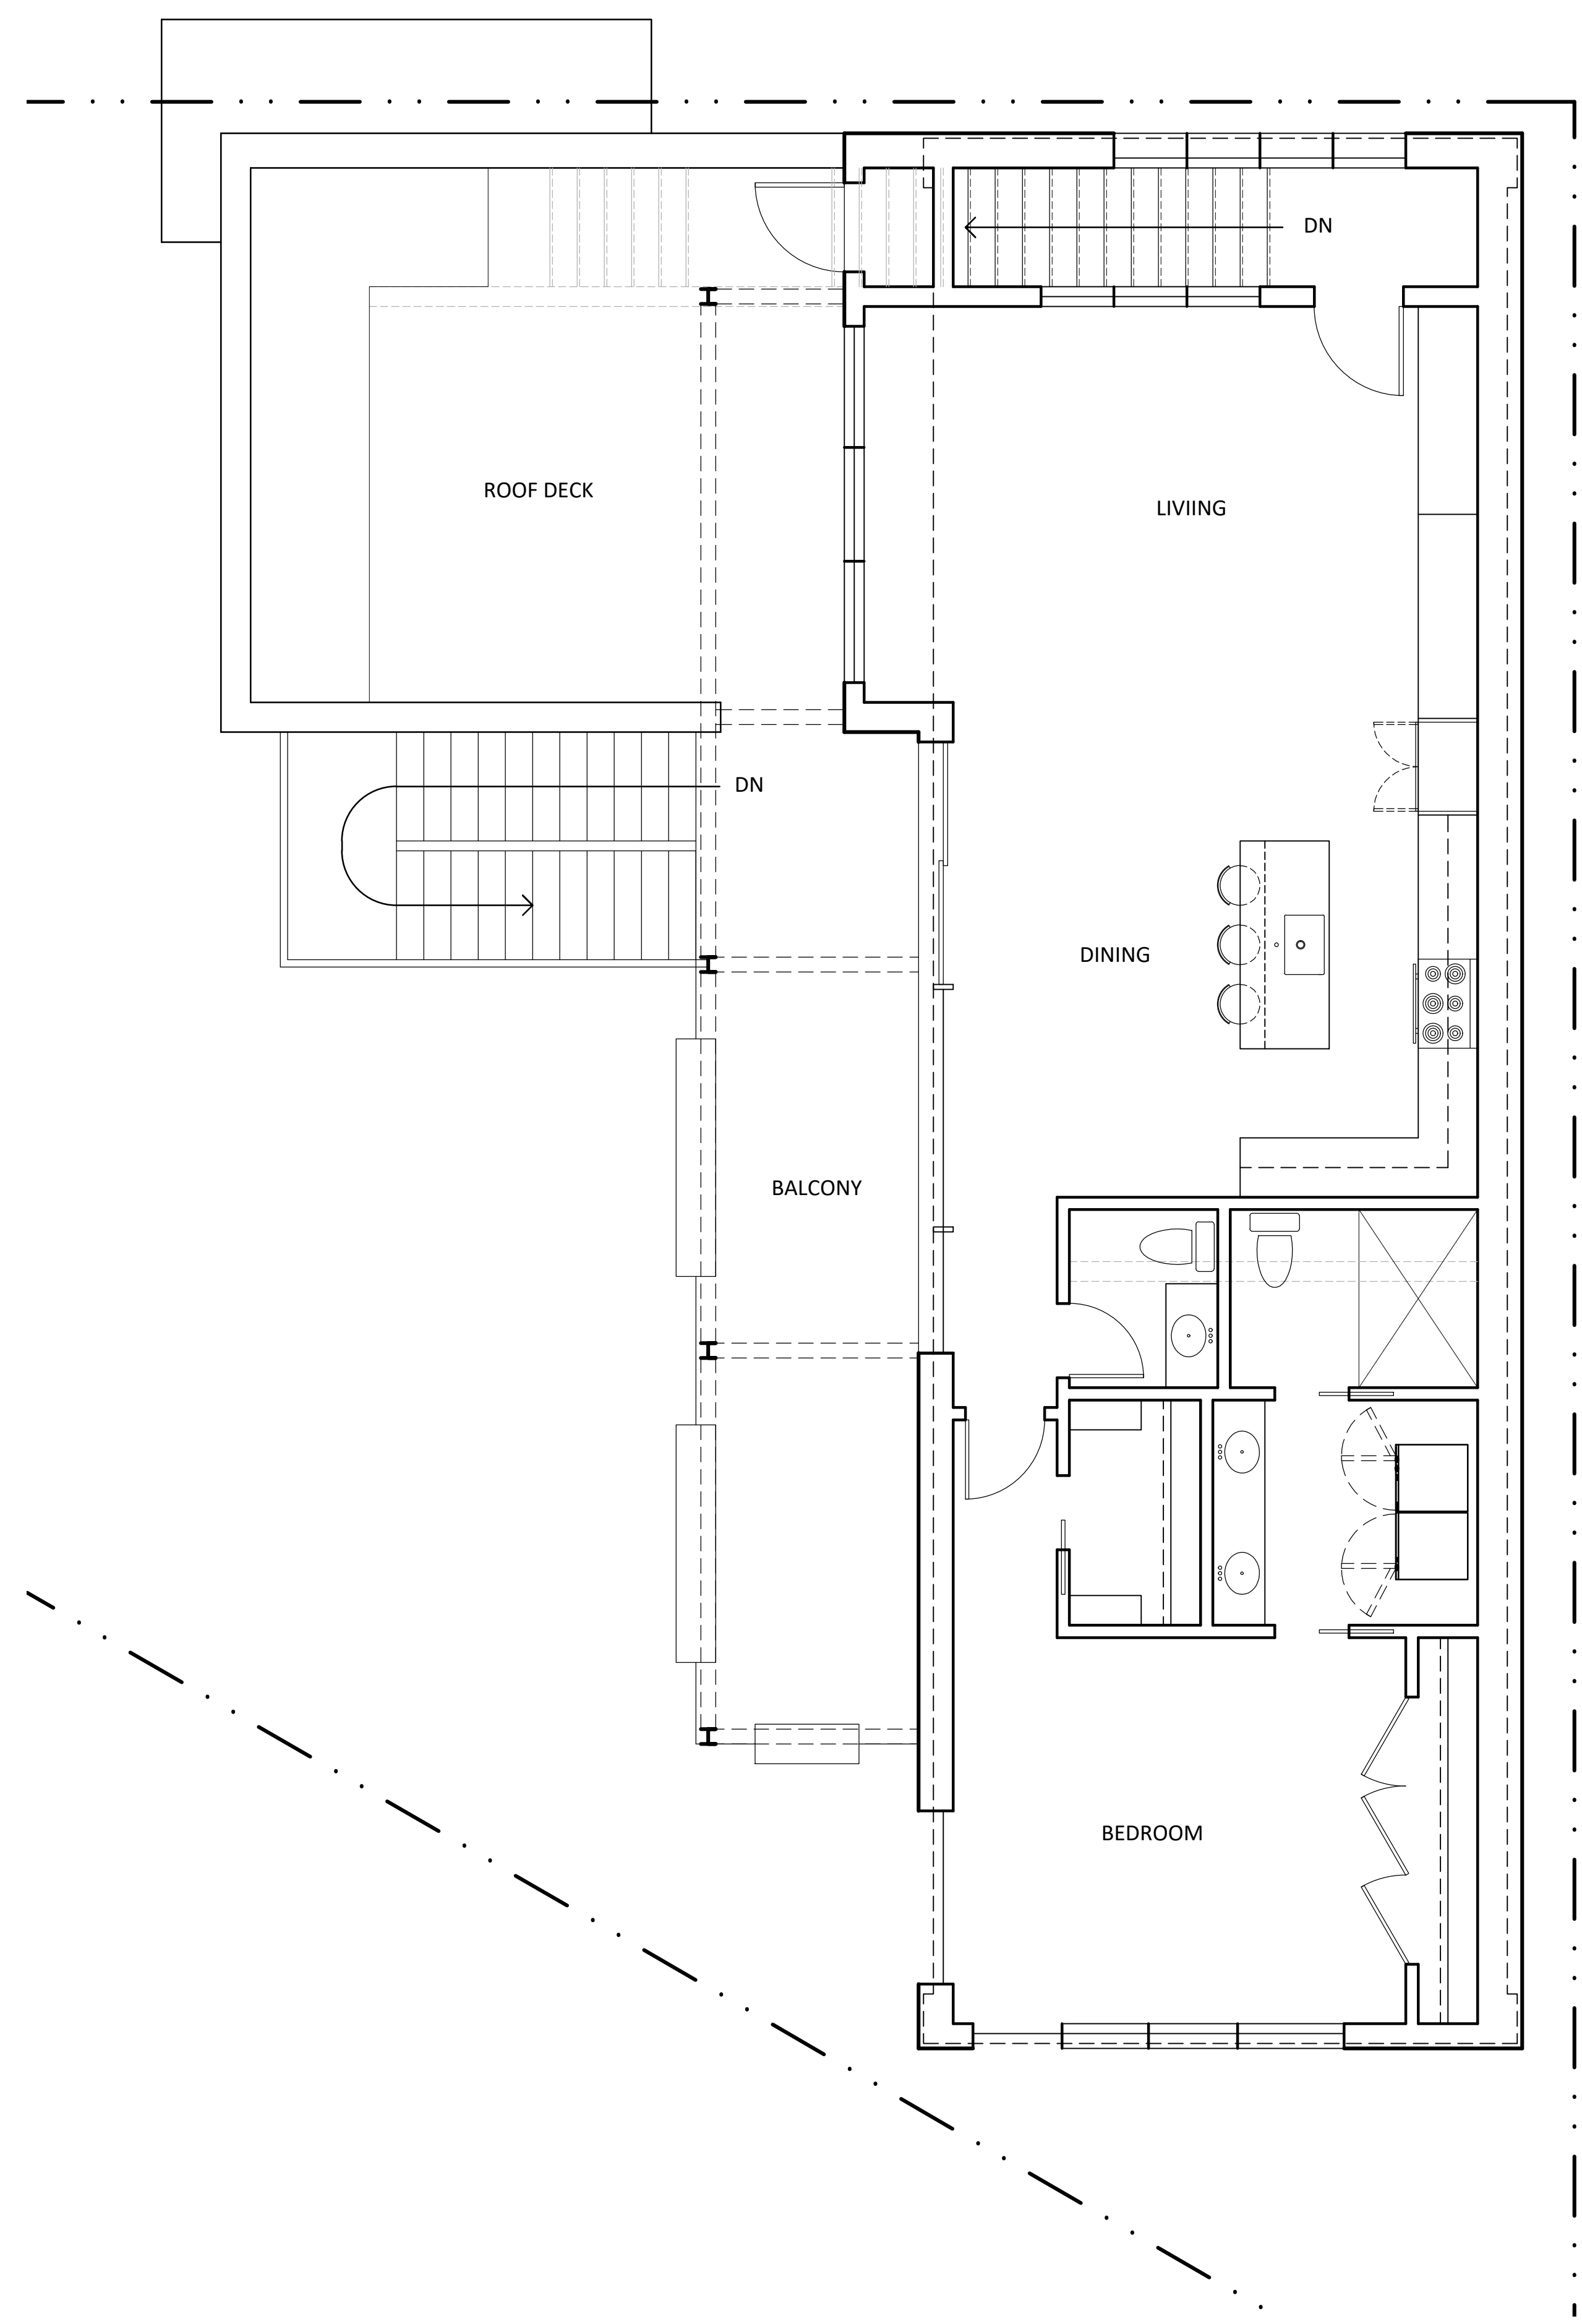 DN
ROOF DECK
LIVIING
DN
DINING
BALCONY
BEDROOM